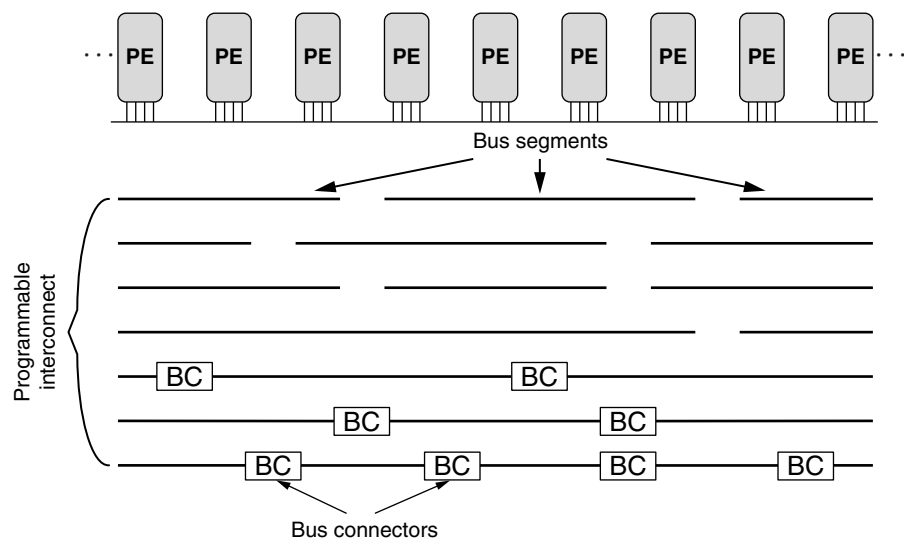 PE PE PE PE PE PE PE PE PE
Bus segments
Programmable
interconnect
BC BC
BC BC
BC BC BC BC
Bus connectors